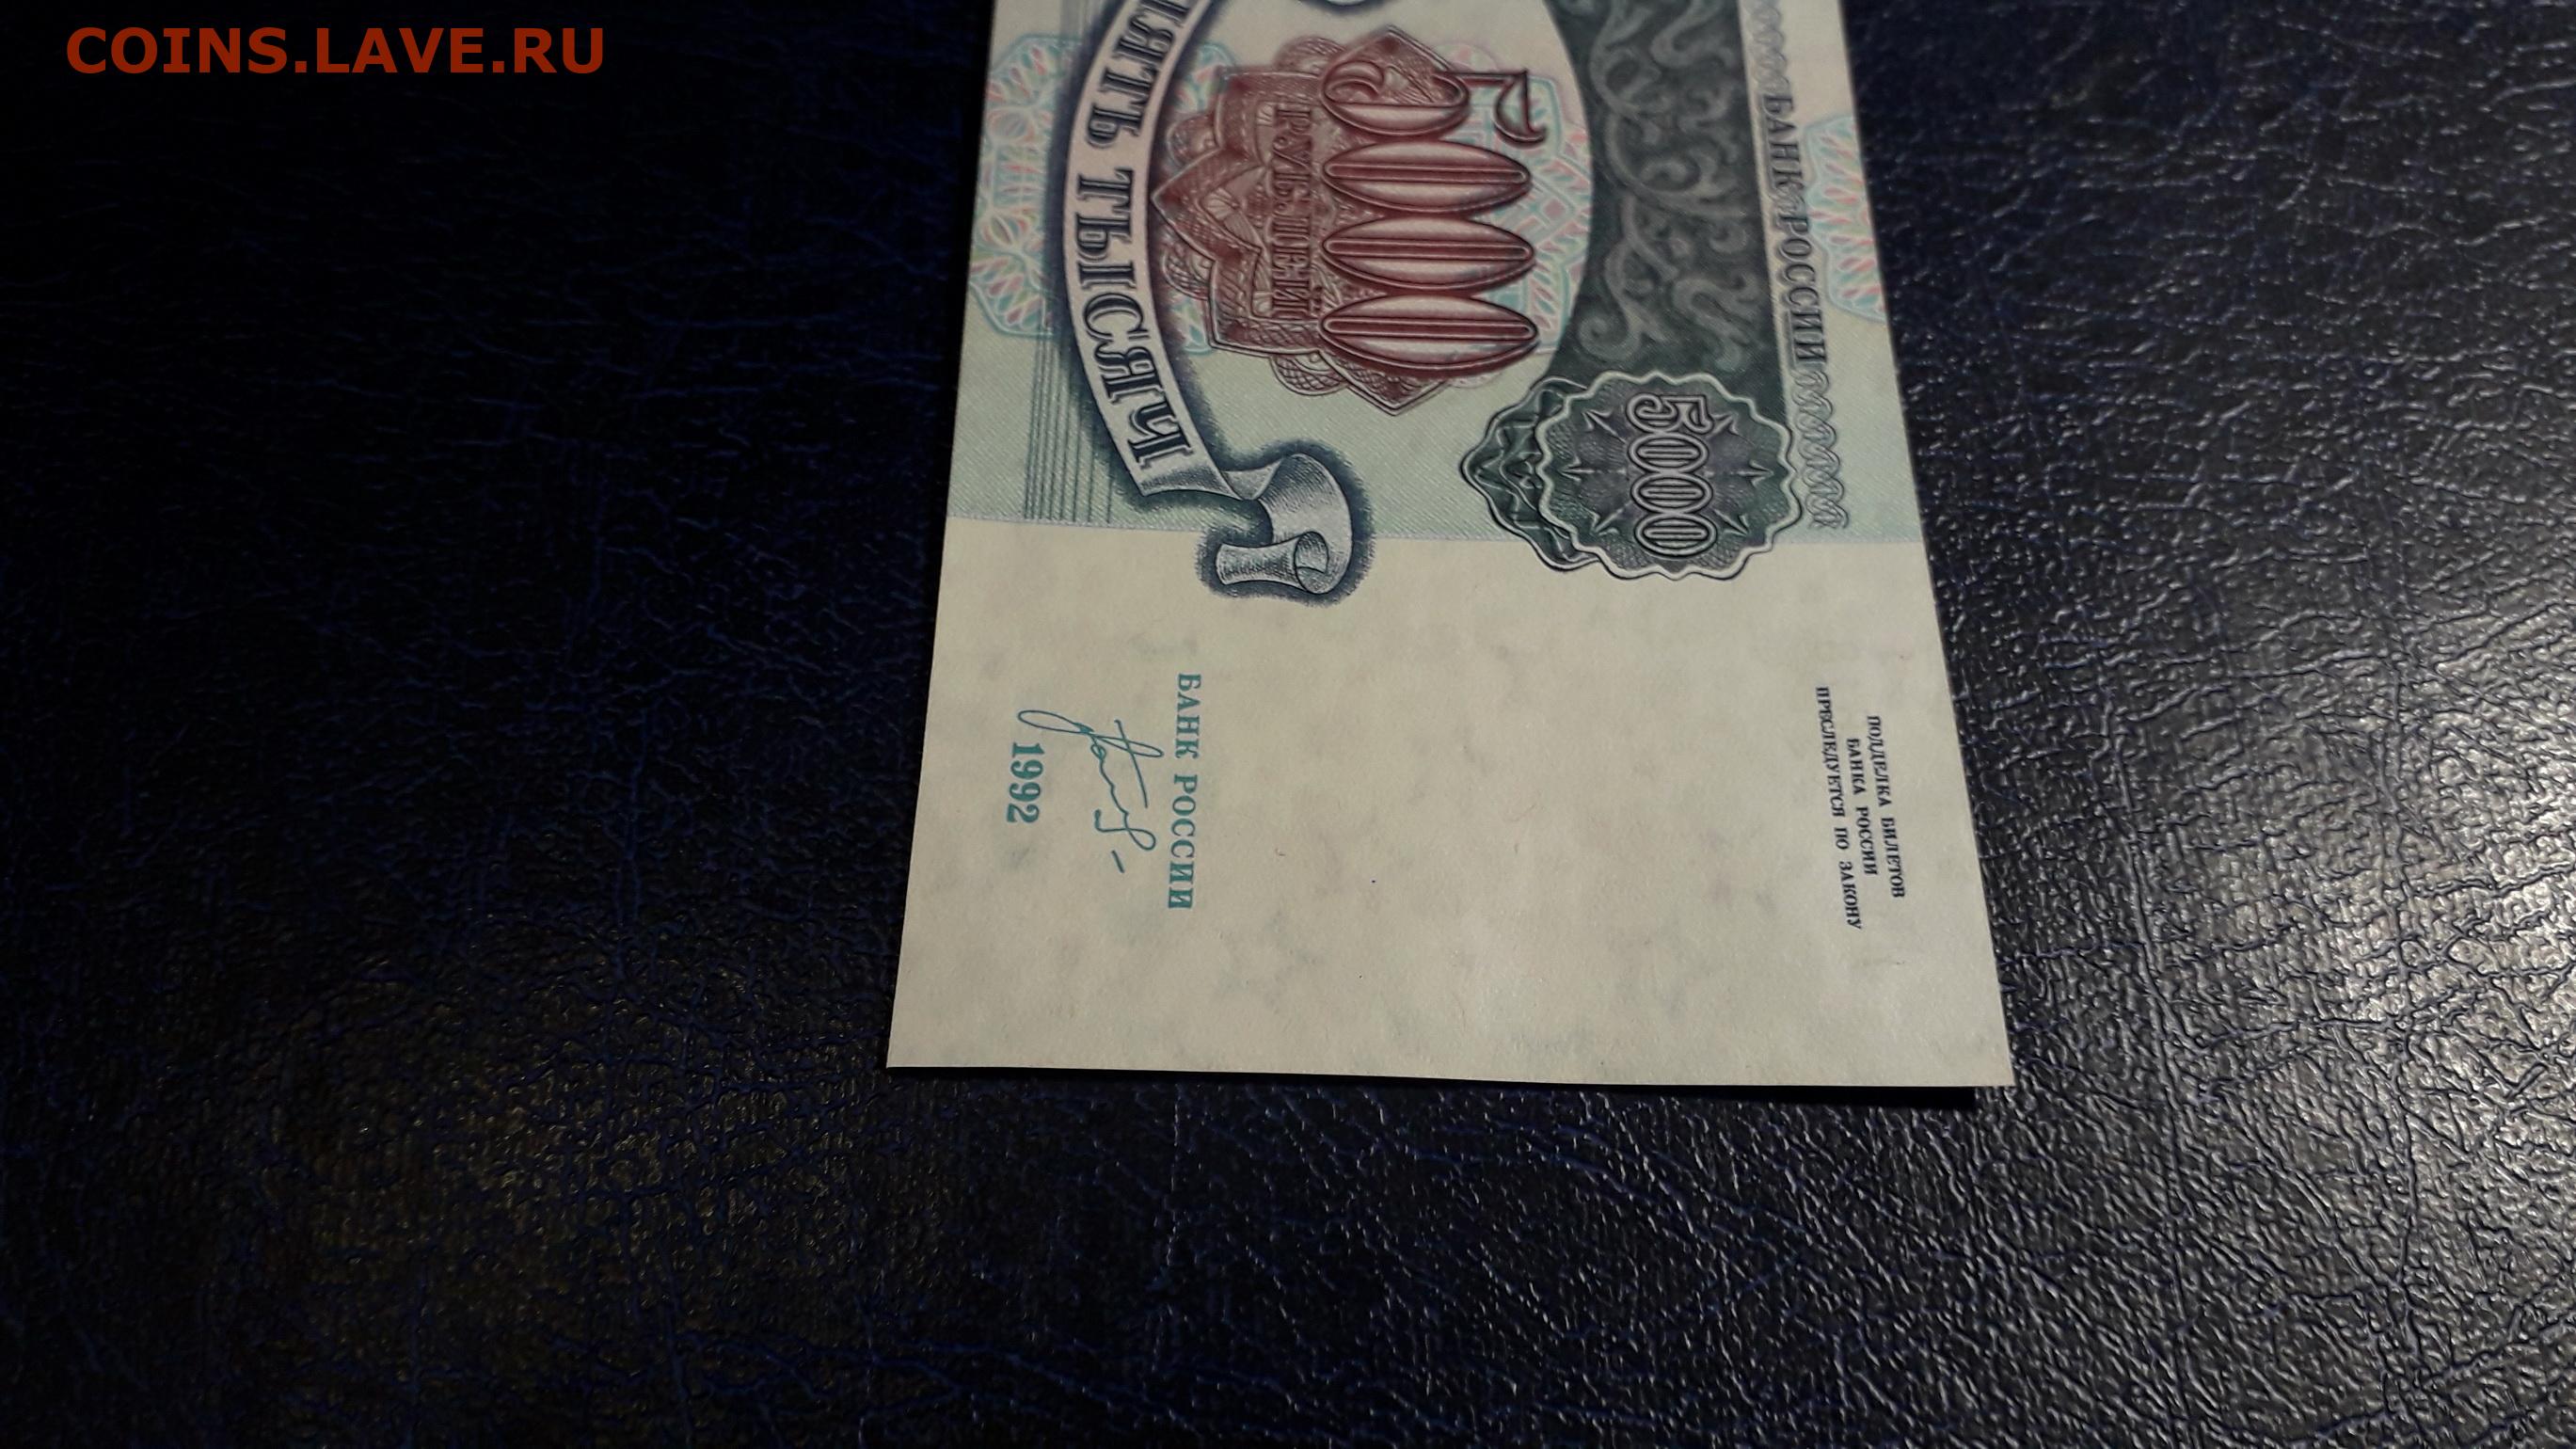 COINS.LAVE.RU
БАНК РОССИИ
5000
РУБЛЕЙ
ПЯТЬ ТЫСЯЧ
5000
ПОДДЕЛКА БИЛЕТОВ
БАНКА РОССИИ
ПРЕСЛЕДУЕТСЯ ПО ЗАКОНУ
БАНК РОССИИ
1992